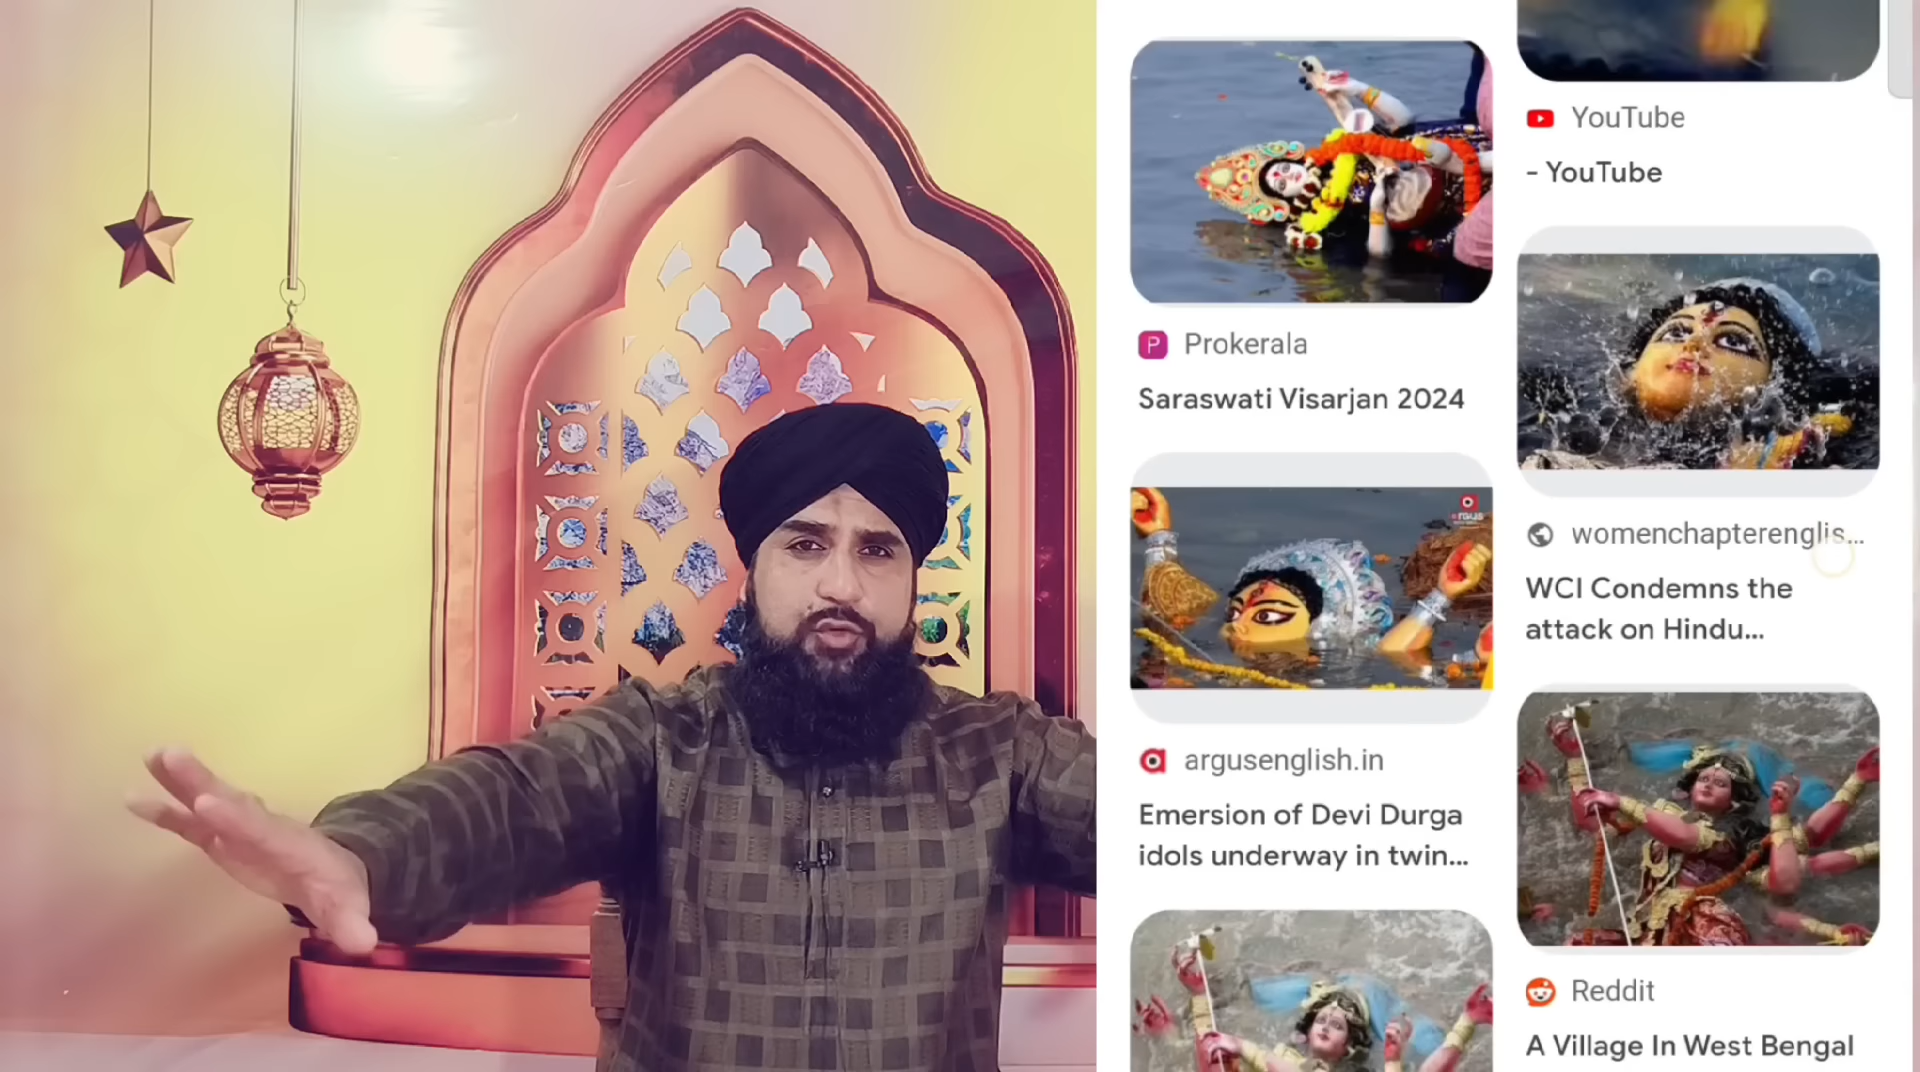 Prokerala
Saraswati Visarjan 2024
argusenglish.in
Emersion of Devi Durga
idols underway in twin...
YouTube
- YouTube
womenchapterenglis...
WCI Condemns the
attack on Hindu...
Reddit
A Village In West Bengal